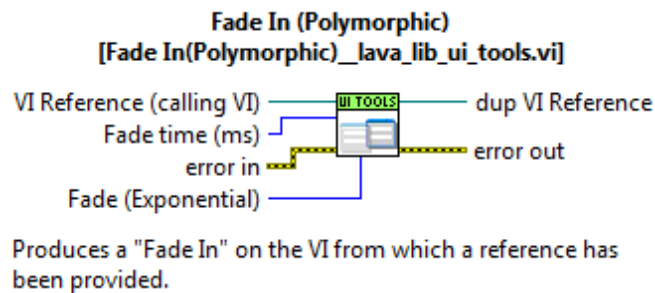 Fade In (Polymorphic)
[Fade In(Polymorphic)__lava_lib_ui_tools.vi]
VI Reference (calling VI)
UI TOOLS
dup VI Reference
Fade time (ms)
error in
error out
Fade (Exponential)
Produces a "Fade In" on the VI from which a reference has
been provided.